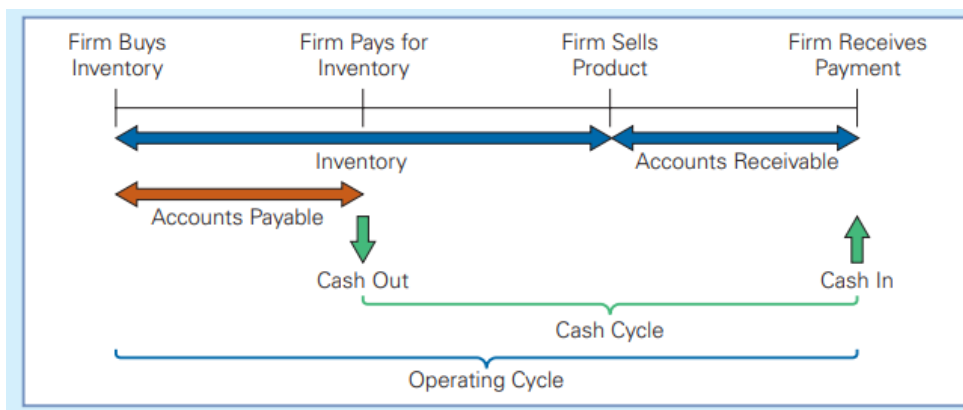 Firm Buys
Inventory
Firm Pays for
Inventory
Firm Sells
Product
Firm Receives
Payment
Inventory
Accounts Receivable
Accounts Payable
Cash Out
Cash In
Cash Cycle
Operating Cycle